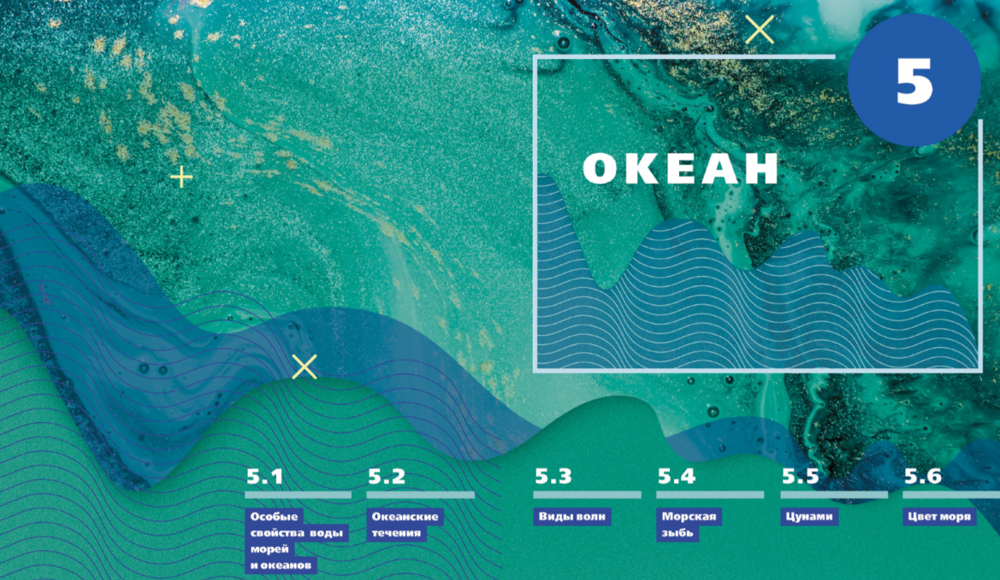 5
ОКЕАН
5.1
Особые
свойства воды
морей
и океанов
5.2
Океанские
течения
5.3
Виды волн
5.4
Морская
зыбь
5.5
Цунами
5.6
Цвет моря